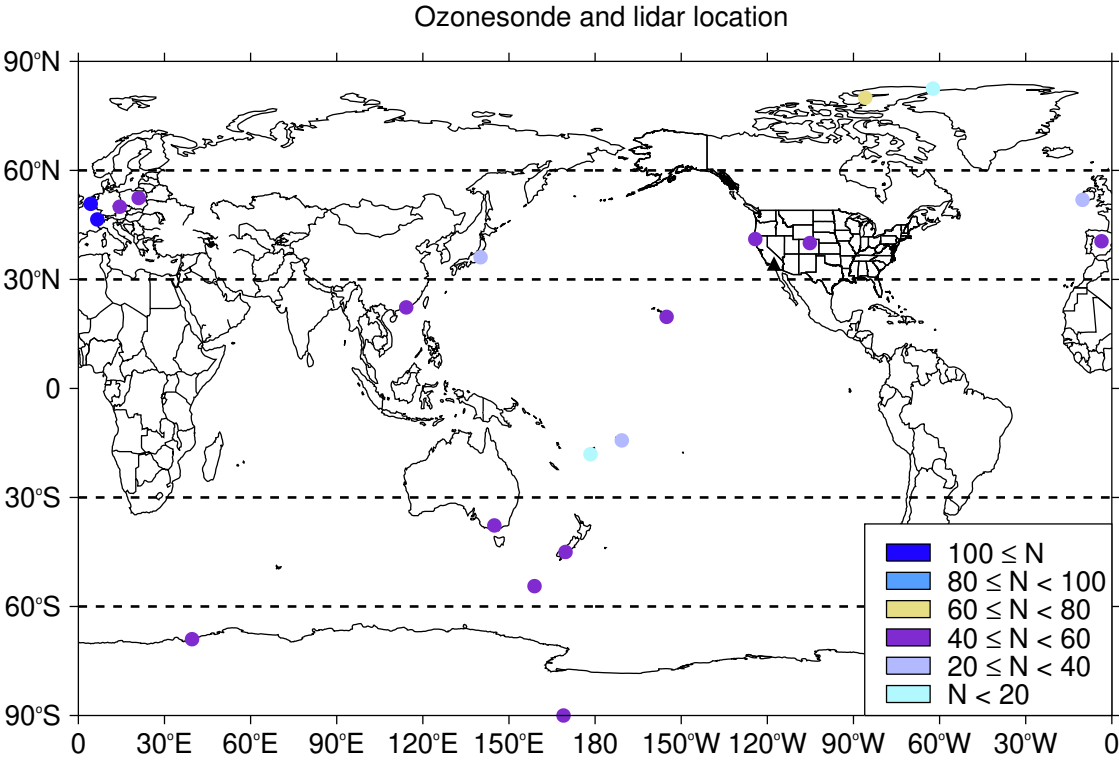 Ozonesonde and lidar location
90°N
60°N
30°N
0
30°S
60°S
90°S
0 30°E 60°E 90°E 120°E 150°E 180 150°W 120°W 90°W 60°W 30°W 0
100 ≤ N
80 ≤ N < 100
60 ≤ N < 80
40 ≤ N < 60
20 ≤ N < 40
N < 20